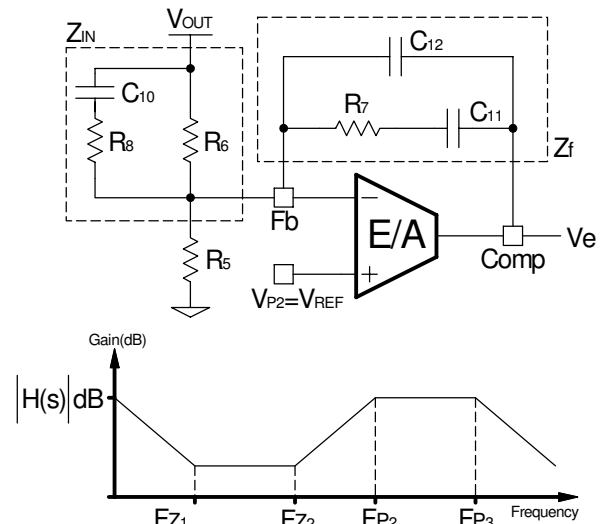 VOUT
ZIN
C12
C10
R7
C11
R8
R6
Zf
Fb
E/A
Ve
Comp
R5
VP2=VREF
Gain(dB)
|H(s)|dB
FZ1
FZ2
FP2
FP3
Frequency